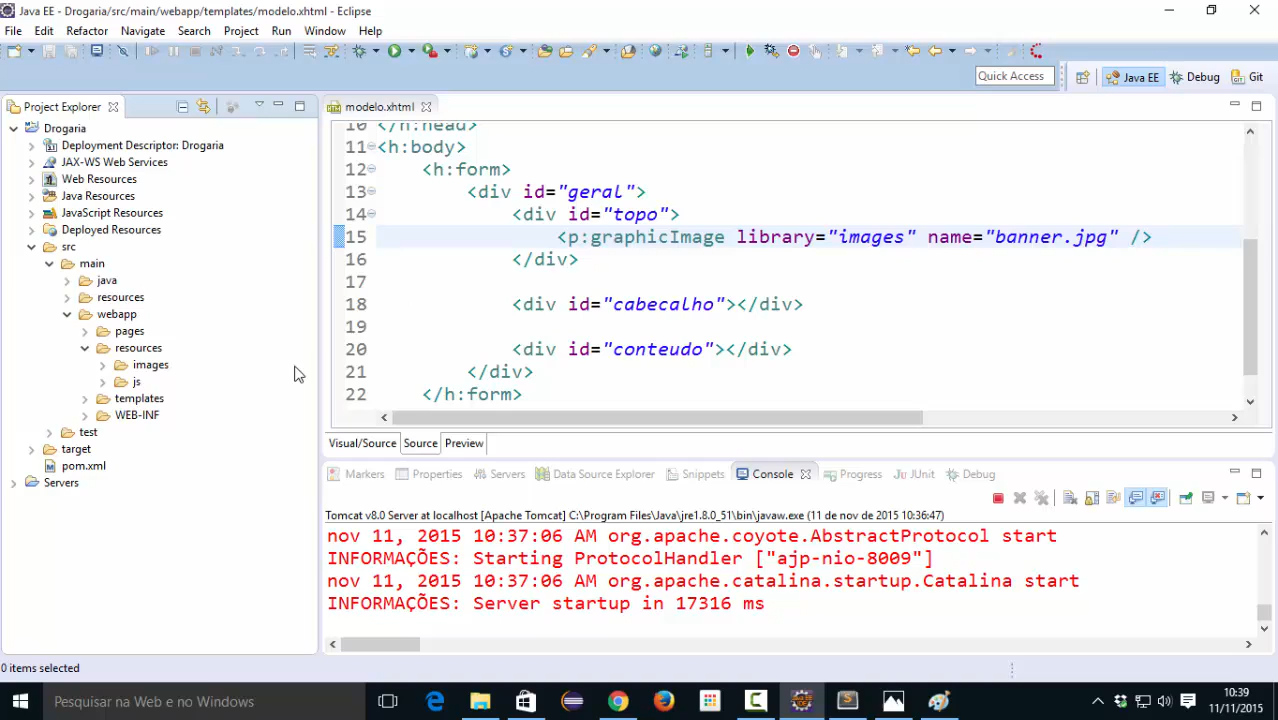 Java EE - Drogaria/src/main/webapp/templates/modelo.xhtml - Eclipse
File Edit Refactor Navigate Search Project Run Window Help
Quick Access Java EE Debug Git
Project Explorer
Drogaria
Deployment Descriptor: Drogaria
JAX-WS Web Services
Web Resources
Java Resources
JavaScript Resources
Deployed Resources
src
main
java
resources
webapp
pages
resources
images
js
templates
WEB-INF
test
target
pom.xml
Servers
modelo.xhtml
10 </h:head>
11 <h:body>
12 <h:form>
13 <div id="geral">
14 <div id="topo">
15 <p:graphicImage library="images" name="banner.jpg" />
16 </div>
17
18 <div id="cabecalho"></div>
19
20 <div id="conteudo"></div>
21 </div>
22 </h:form>
Visual/Source Source Preview
Markers Properties Servers Data Source Explorer Snippets Console Progress JUnit Debug
Tomcat v8.0 Server at localhost [Apache Tomcat] C:\Program Files\Java\jre1.8.0_51\bin\javaw.exe (11 de nov de 2015 10:36:47)
nov 11, 2015 10:37:06 AM org.apache.coyote.AbstractProtocol start
INFORMAÇÕES: Starting ProtocolHandler ["ajp-nio-8009"]
nov 11, 2015 10:37:06 AM org.apache.catalina.startup.Catalina start
INFORMAÇÕES: Server startup in 17316 ms
0 items selected
Pesquisar na Web e no Windows
10:39
11/11/2015